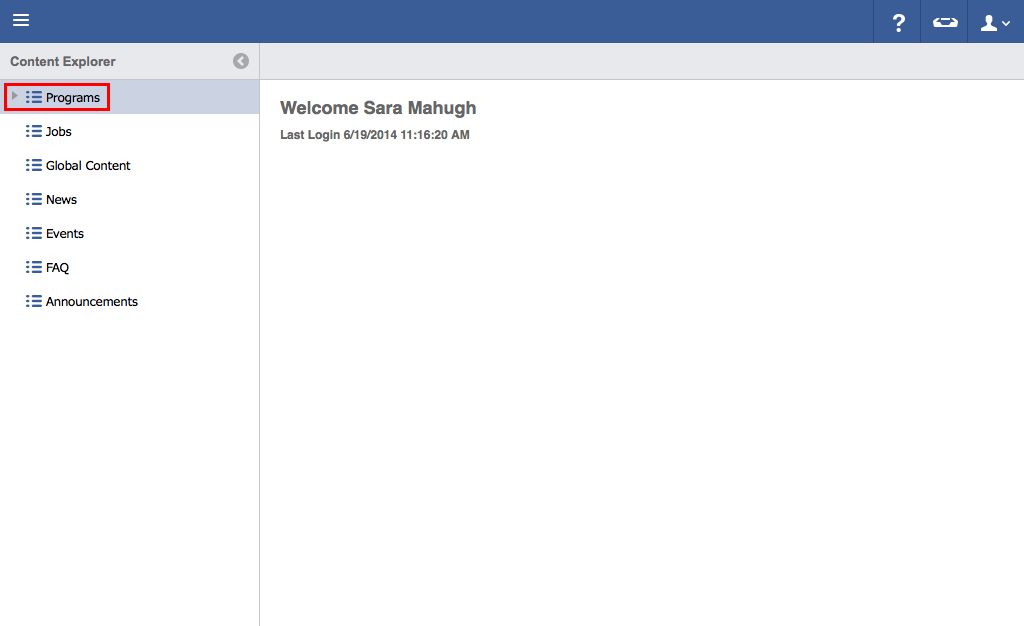 ?
Content Explorer
Programs
Jobs
Global Content
News
Events
FAQ
Announcements
Welcome Sara Mahugh
Last Login 6/19/2014 11:16:20 AM